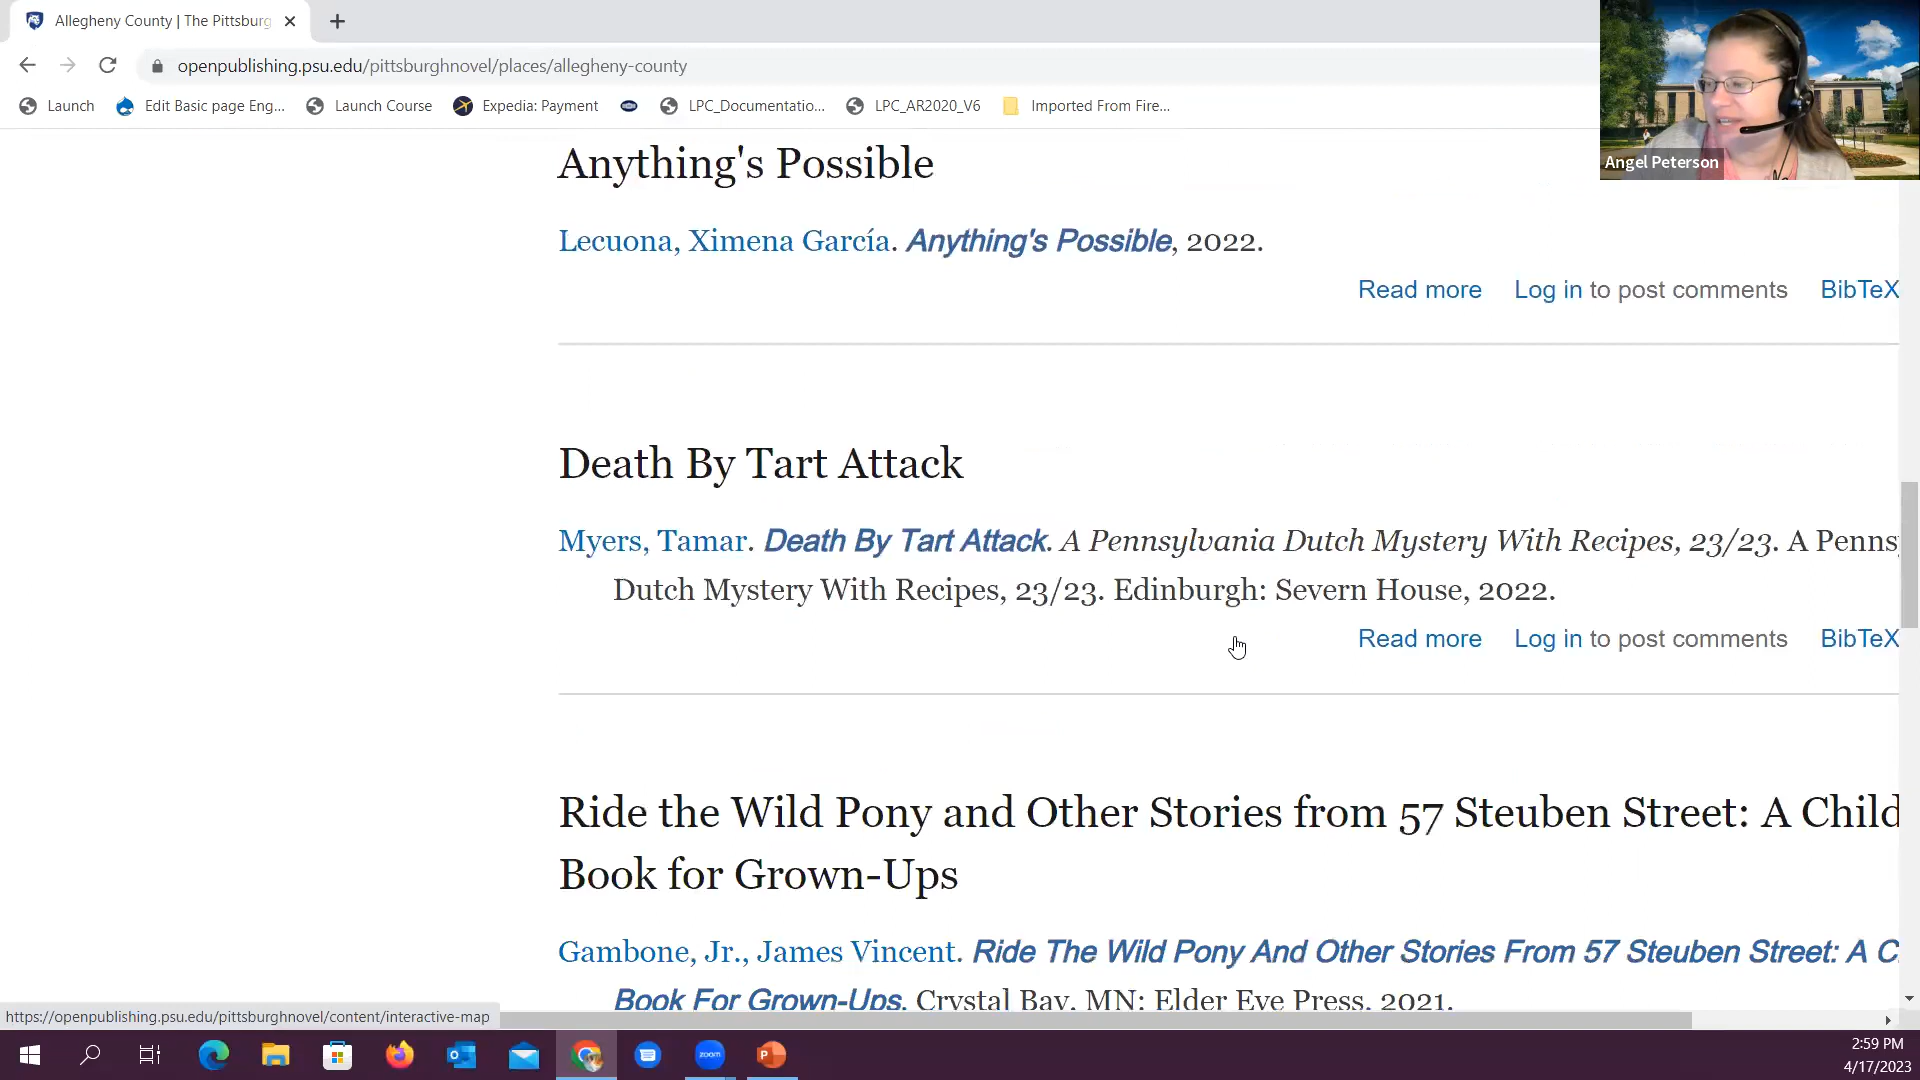 Allegheny County | The Pittsburg
openpublishing.psu.edu/pittsburghnovel/places/allegheny-county
Launch Edit Basic page Eng... Launch Course Expedia: Payment LPC_Documentatio... LPC_AR2020_V6 Imported From Fire...
Angel Peterson
Anything's Possible
Lecuona, Ximena García. Anything's Possible, 2022.
Read more Log in to post comments BibTeX
Death By Tart Attack
Myers, Tamar. Death By Tart Attack. A Pennsylvania Dutch Mystery With Recipes, 23/23. A Penns
Dutch Mystery With Recipes, 23/23. Edinburgh: Severn House, 2022.
Read more Log in to post comments BibTeX
Ride the Wild Pony and Other Stories from 57 Steuben Street: A Child
Book for Grown-Ups
Gambone, Jr., James Vincent. Ride The Wild Pony And Other Stories From 57 Steuben Street: A C
Book For Grown-Ups. Crystal Bay, MN: Elder Eye Press, 2021.
https://openpublishing.psu.edu/pittsburghnovel/content/interactive-map
zoom
2:59 PM
4/17/2023